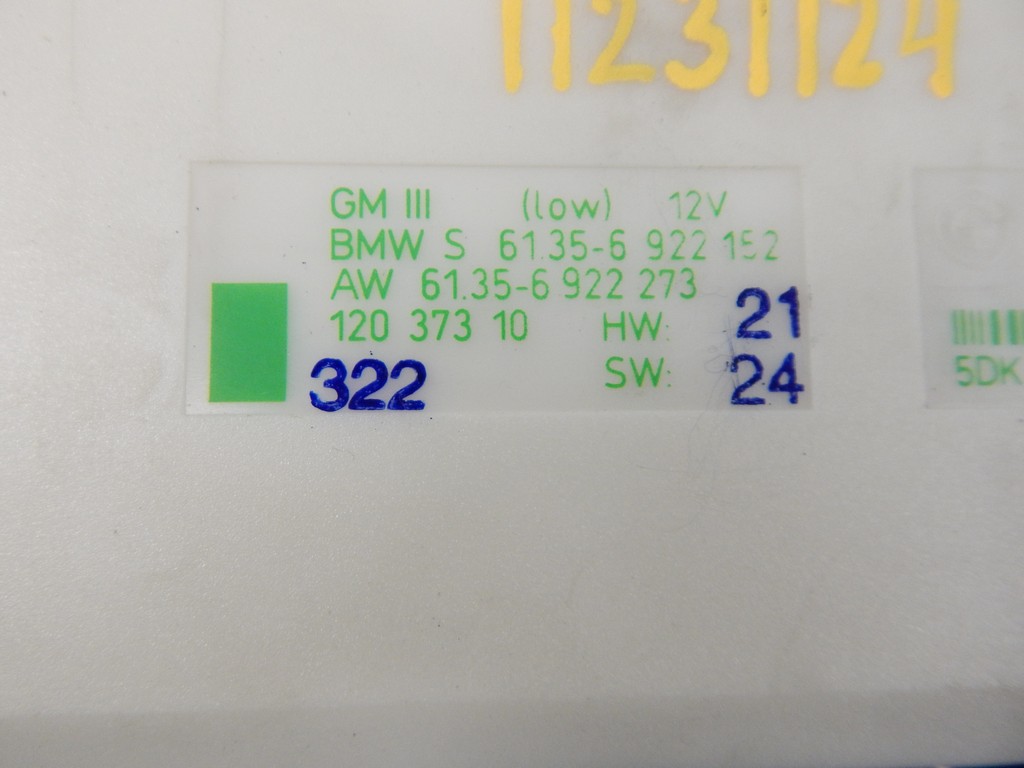 11231124
GM III (low) 12V
BMW S 61.35-6 922 152
AW 61.35-6 922 273
120 373 10 HW: 21
322 SW: 24
5DK